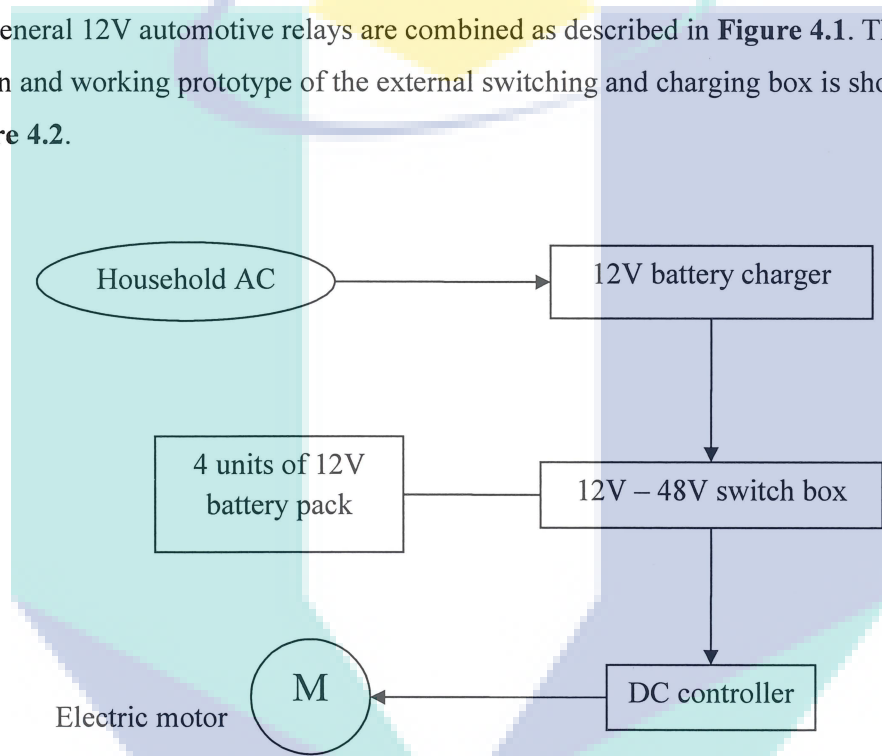 eneral 12V automotive relays are combined as described in Figure 4.1. T
n and working prototype of the external switching and charging box is sho
re 4.2.
Household AC
12V battery charger
4 units of 12V
battery pack
12V – 48V switch box
M
DC controller
Electric motor